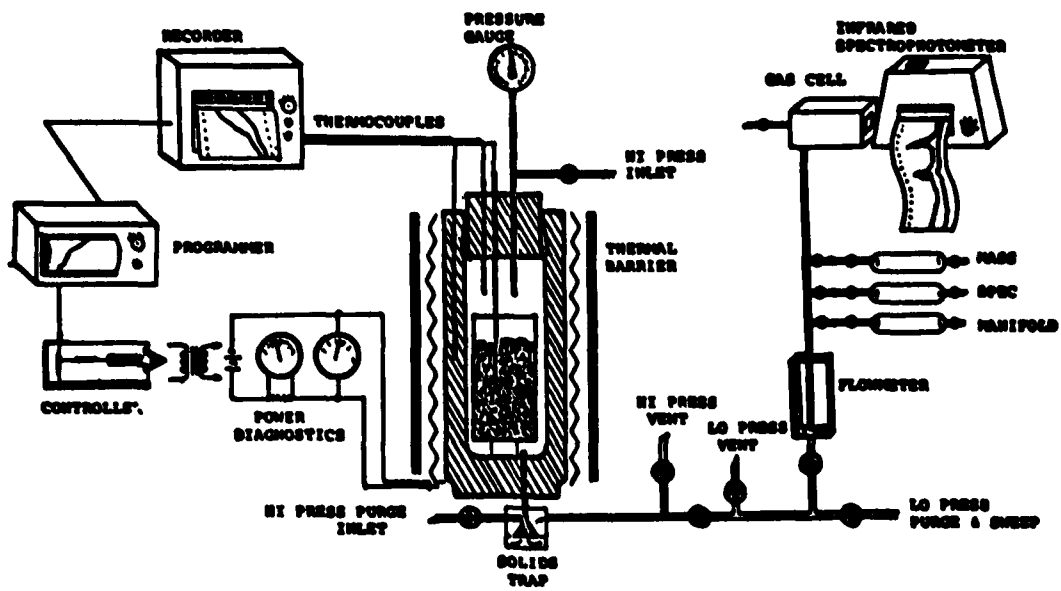 PRESSURE
GAUGE
RECORDER
INFRARED
SPECTROPHOTOMETER
GAS CELL
THERMOCOUPLES
HI PRESS
INLET
PROGRAMMER
THERMAL
BARRIER
MASS
SPEC
MANIFOLD
CONTROLLER
POWER
DIAGNOSTICS
FLOWMETER
HI PRESS
VENT
LO PRESS
VENT
HI PRESS PURGE
INLET
LO PRESS
PURGE & SWEEP
SOLIDS
TRAP